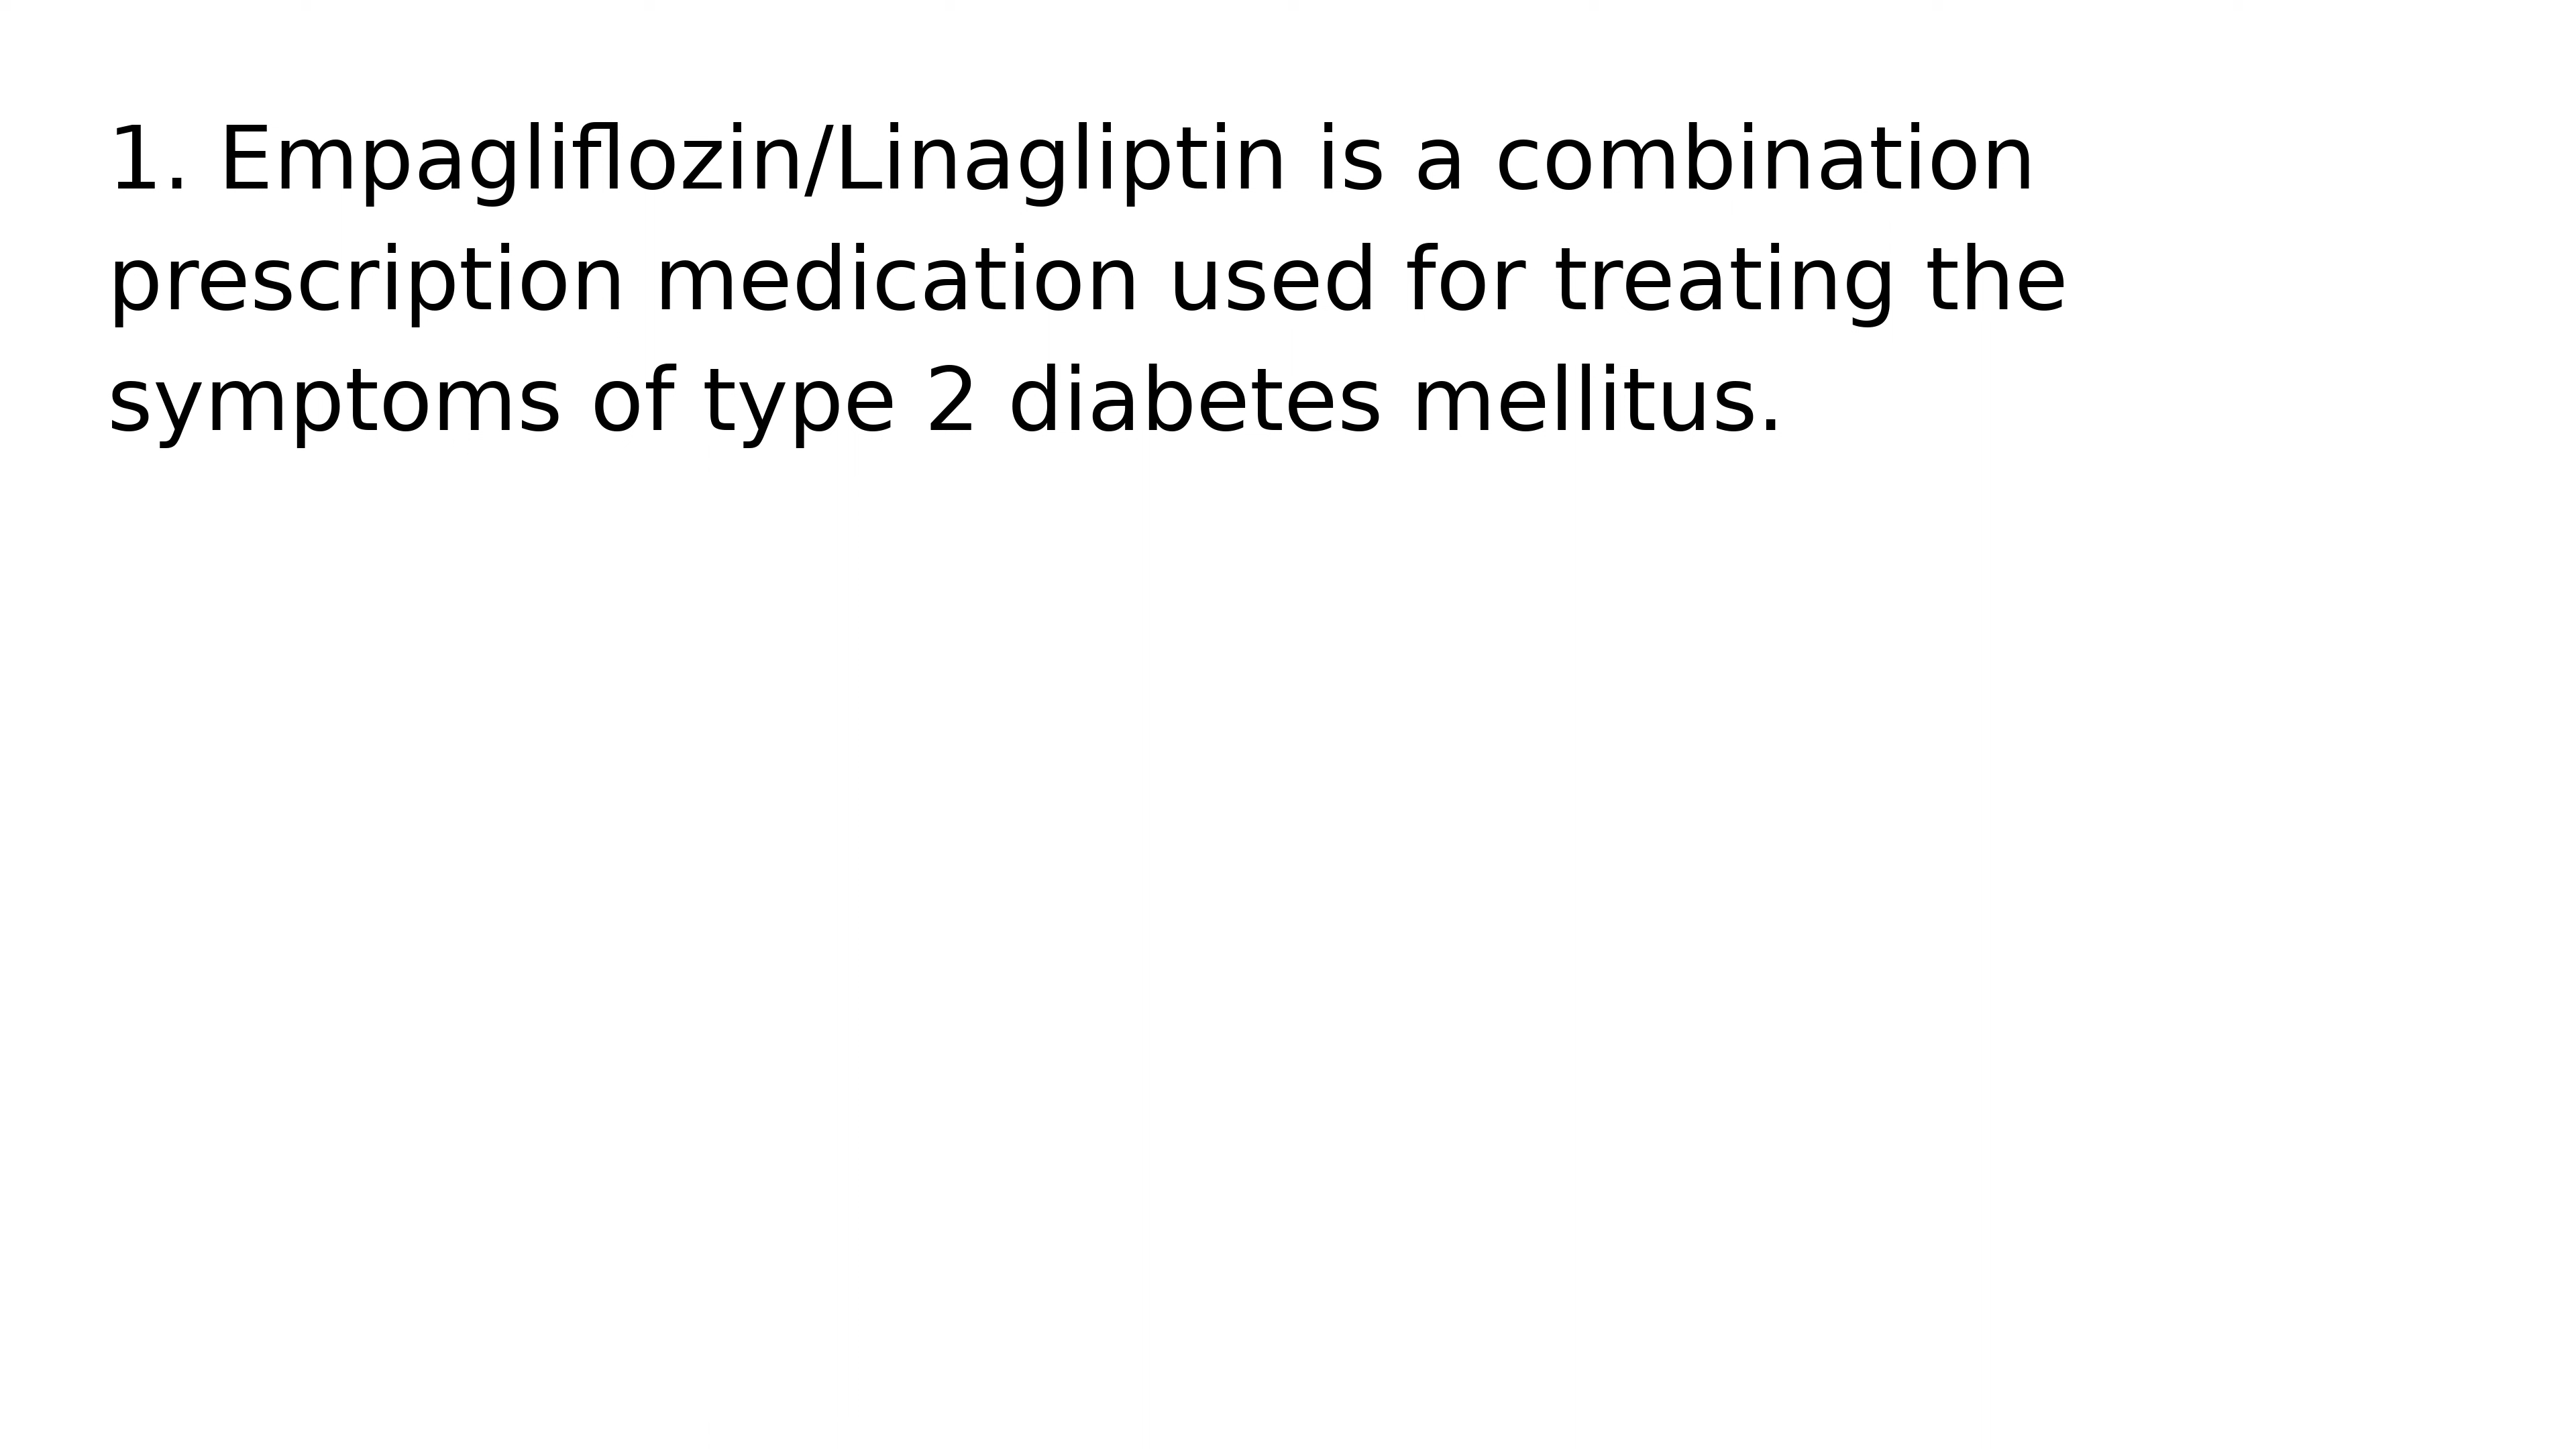 1. Empagliflozin/Linagliptin is a combination
prescription medication used for treating the
symptoms of type 2 diabetes mellitus.